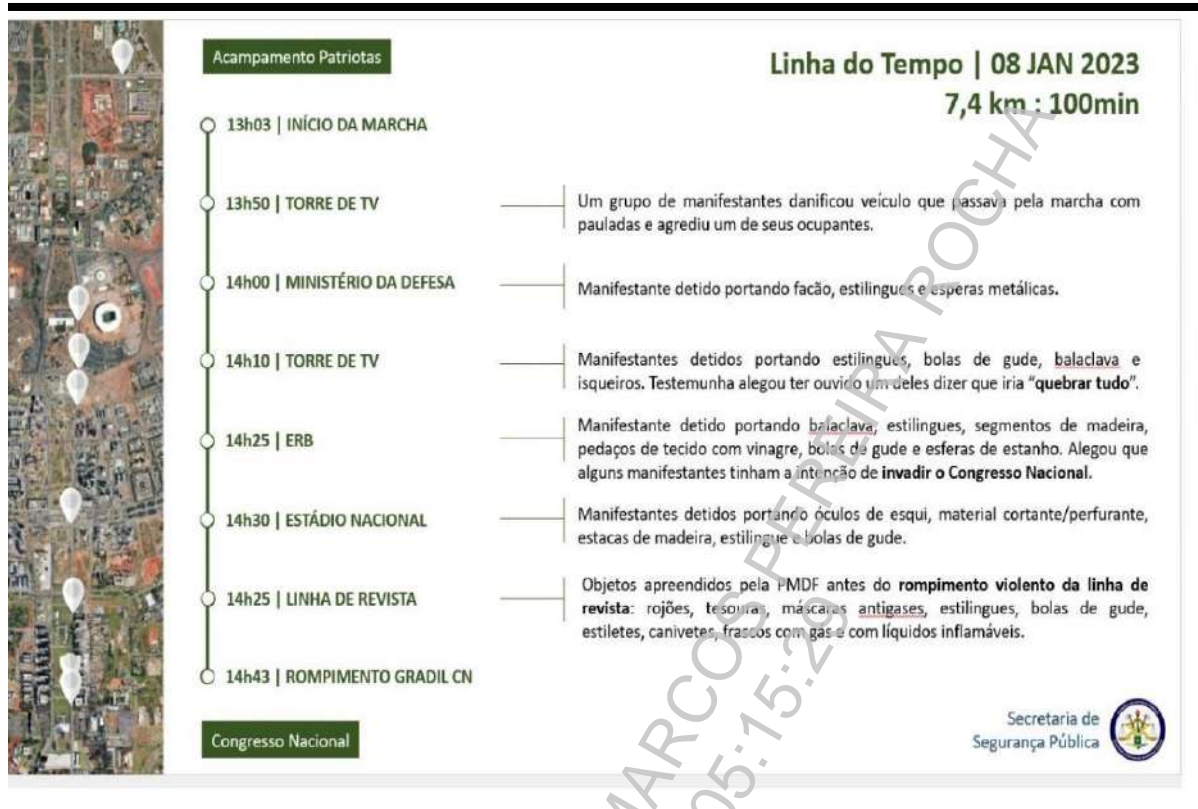 Acampamento Patriotas
Linha do Tempo | 08 JAN 2023
7,4 km : 100min
13h03 | INÍCIO DA MARCHA
13h50 | TORRE DE TV
Um grupo de manifestantes danificou veículo que passava pela marcha com
pauladas e agrediu um de seus ocupantes.
14h00 | MINISTÉRIO DA DEFESA
Manifestante detido portando facão, estilingues e esperas metálicas.
14h10 | TORRE DE TV
Manifestantes detidos portando estilingues, bolas de gude, balaclava e
isqueiros. Testemunha alegou ter ouvido um deles dizer que iria “quebrar tudo”.
14h25 | ERB
Manifestante detido portando balaclava, estilingues, segmentos de madeira,
pedaços de tecido com vinagre, bolas de gude e esferas de estanho. Alegou que
alguns manifestantes tinham a intenção de invadir o Congresso Nacional.
14h30 | ESTÁDIO NACIONAL
Manifestantes detidos portando óculos de esqui, material cortante/perfurante,
estacas de madeira, estilingue e bolas de gude.
14h25 | LINHA DE REVISTA
Objetos apreendidos pela PMDF antes do rompimento violento da linha de
revista: rojões, tesouras, máscaras antigases, estilingues, bolas de gude,
estiletes, canivetes, frascos com gás e com líquidos inflamáveis.
14h43 | ROMPIMENTO GRADIL CN
Congresso Nacional
Secretaria de
Segurança Pública
MARCOS PEREIRA ROCHA
05:15:29